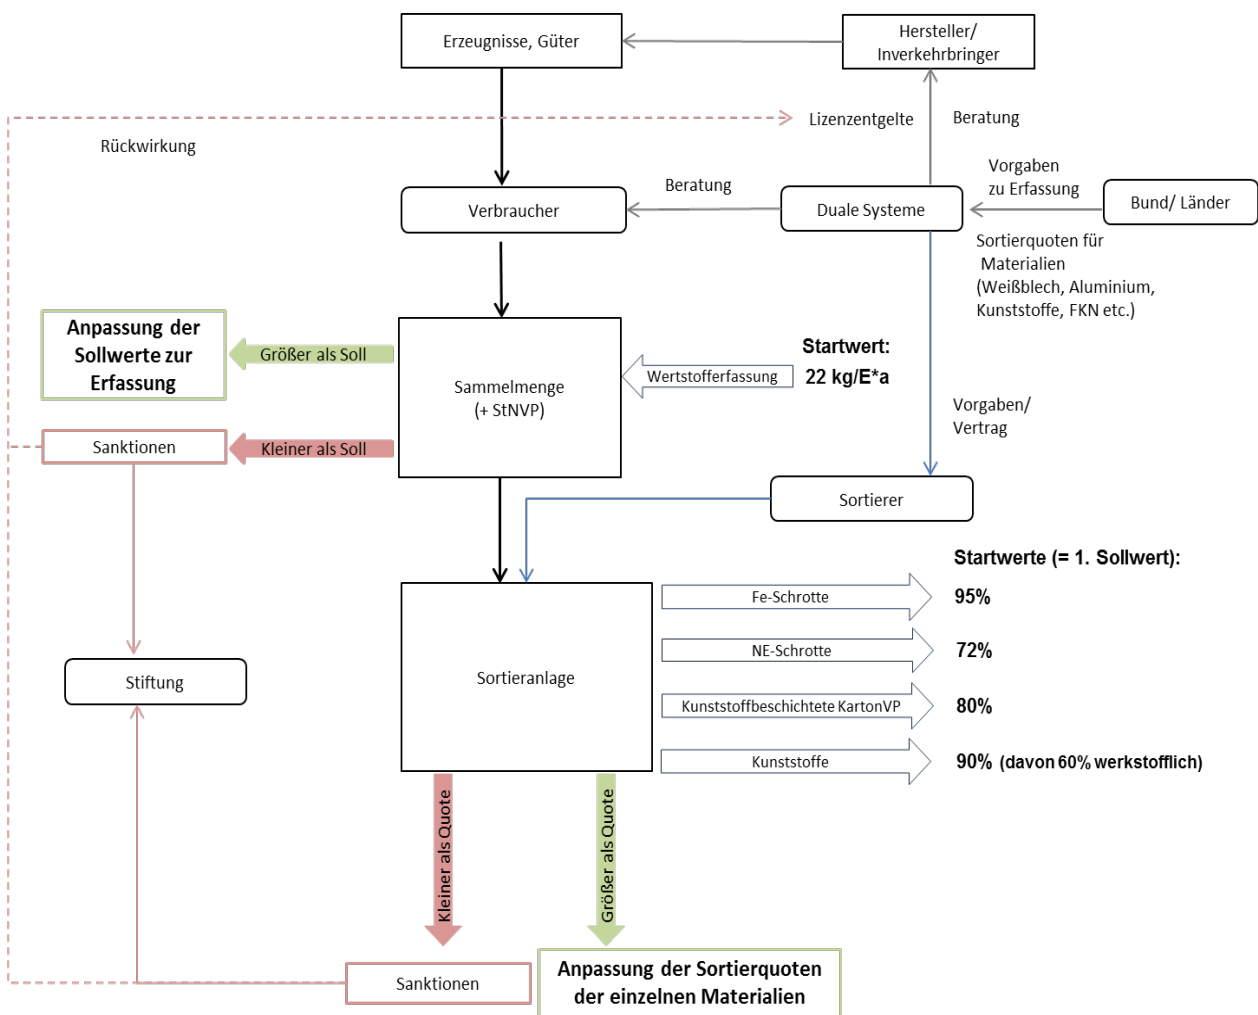 Erzeugnisse, Güter
Hersteller/
Inverkehrbringer
Lizenzentgelte
Beratung
Rückwirkung
Vorgaben
zu Erfassung
Beratung
Verbraucher
Duale Systeme
Bund/ Länder
Sortierquoten für
Materialien
(Weißblech, Aluminium,
Kunststoffe, FKN etc.)
Anpassung der
Sollwerte zur
Erfassung
Größer als Soll
Sammelmenge
(+ StNVP)
Wertstofferfassung
Startwert:
22 kg/E*a
Vorgaben/
Vertrag
Sanktionen
Kleiner als Soll
Sortierer
Startwerte (= 1. Sollwert):
Fe-Schrotte
95%
NE-Schrotte
72%
Sortieranlage
Stiftung
Kunststoffbeschichtete KartonVP
80%
Kunststoffe
90% (davon 60% werkstofflich)
Kleiner als Quote
Größer als Quote
Sanktionen
Anpassung der Sortierquoten
der einzelnen Materialien